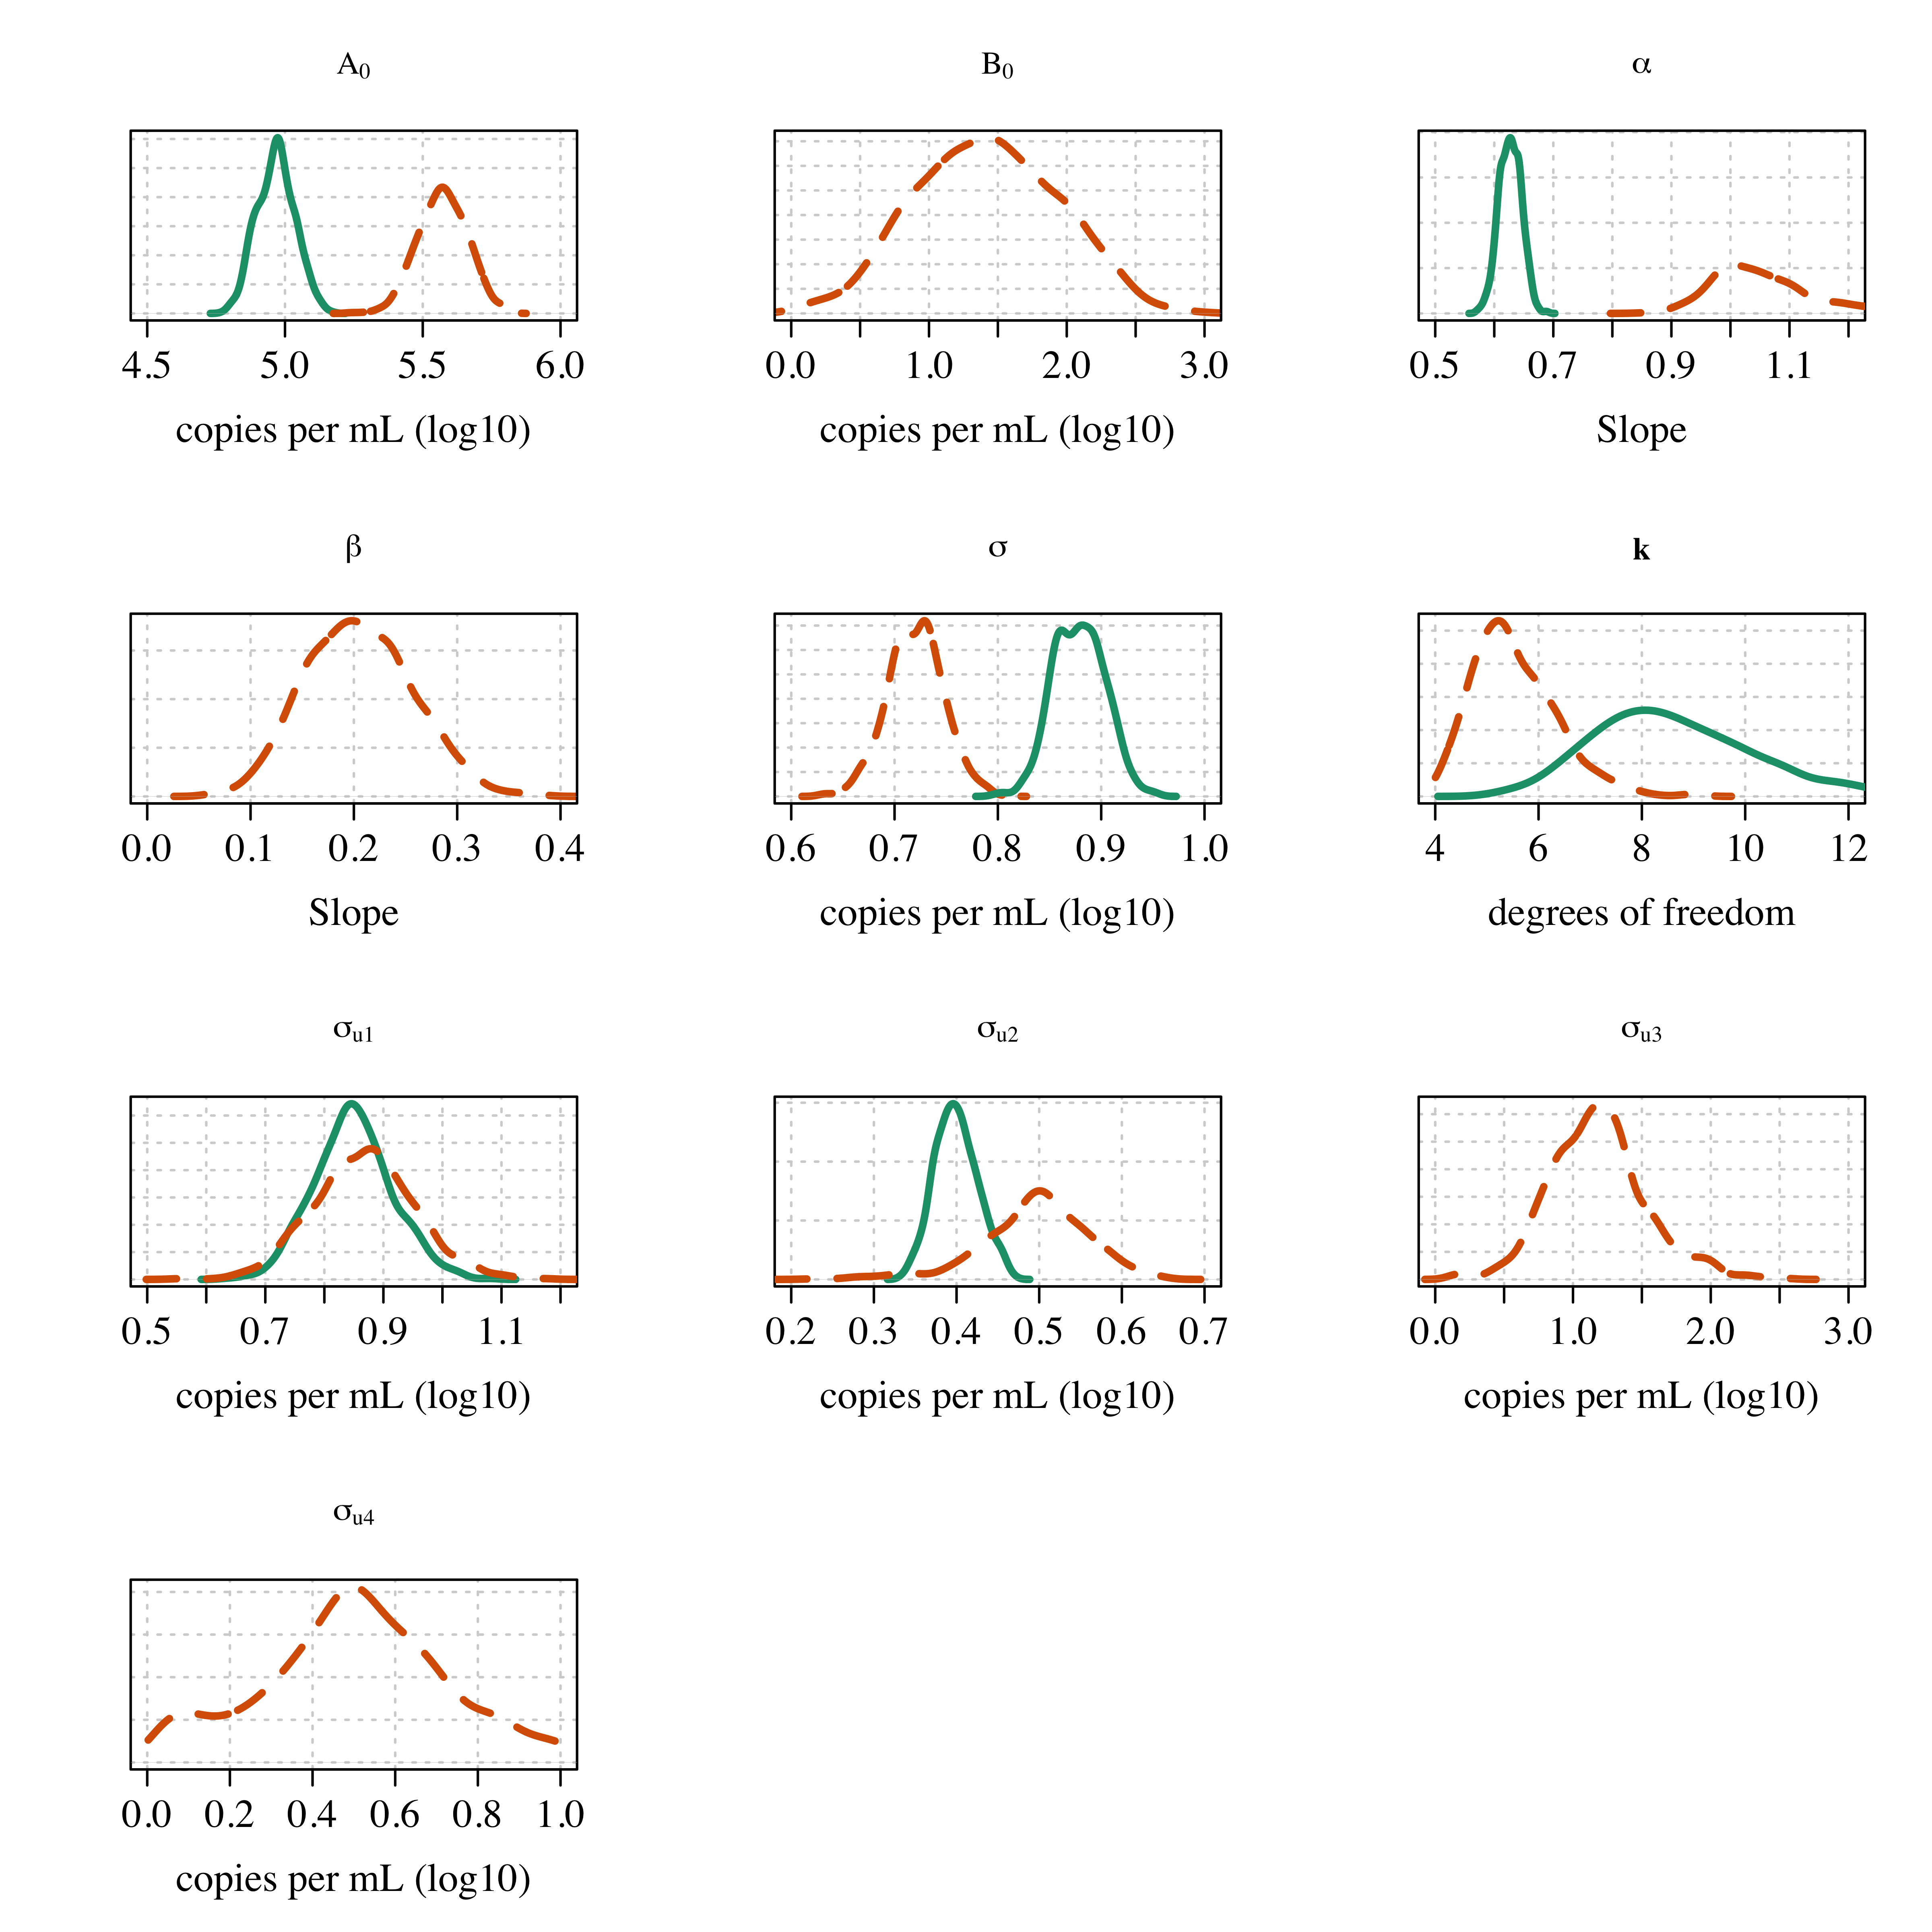 A₀ B₀ α
4.5 5.0 5.5 6.0 0.0 1.0 2.0 3.0 0.5 0.7 0.9 1.1
copies per mL (log10) copies per mL (log10) Slope
β σ k
0.0 0.1 0.2 0.3 0.4 0.6 0.7 0.8 0.9 1.0 4 6 8 10 12
Slope copies per mL (log10) degrees of freedom
σu1 σu2 σu3
0.5 0.7 0.9 1.1 0.2 0.3 0.4 0.5 0.6 0.7 0.0 1.0 2.0 3.0
copies per mL (log10) copies per mL (log10) copies per mL (log10)
σu4
0.0 0.2 0.4 0.6 0.8 1.0
copies per mL (log10)